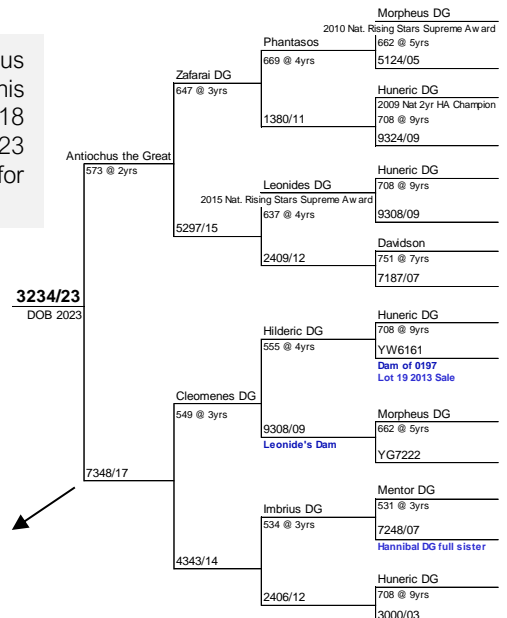 us
his
18
23
for
3234/23
DOB 2023
Antiochus the Great
573 @ 2yrs
7348/17
Zafarai DG
647 @ 3yrs
5297/15
Cleomenes DG
549 @ 3yrs
4343/14
Phantasos
669 @ 4yrs
1380/11
Leonides DG
2015 Nat. Rising Stars Supreme Award
637 @ 4yrs
2409/12
Hilderic DG
555 @ 4yrs
9308/09
Leonide's Dam
Imbrius DG
534 @ 3yrs
2406/12
Morpheus DG
2010 Nat. Rising Stars Supreme Award
662 @ 5yrs
5124/05
Huneric DG
2009 Nat 2yr HA Champion
708 @ 9yrs
9324/09
Huneric DG
708 @ 9yrs
9308/09
Davidson
751 @ 7yrs
7187/07
Huneric DG
708 @ 9yrs
YW6161
Dam of 0197
Lot 19 2013 Sale
Morpheus DG
662 @ 5yrs
YG7222
Mentor DG
531 @ 3yrs
7248/07
Hannibal DG full sister
Huneric DG
708 @ 9yrs
3000/03